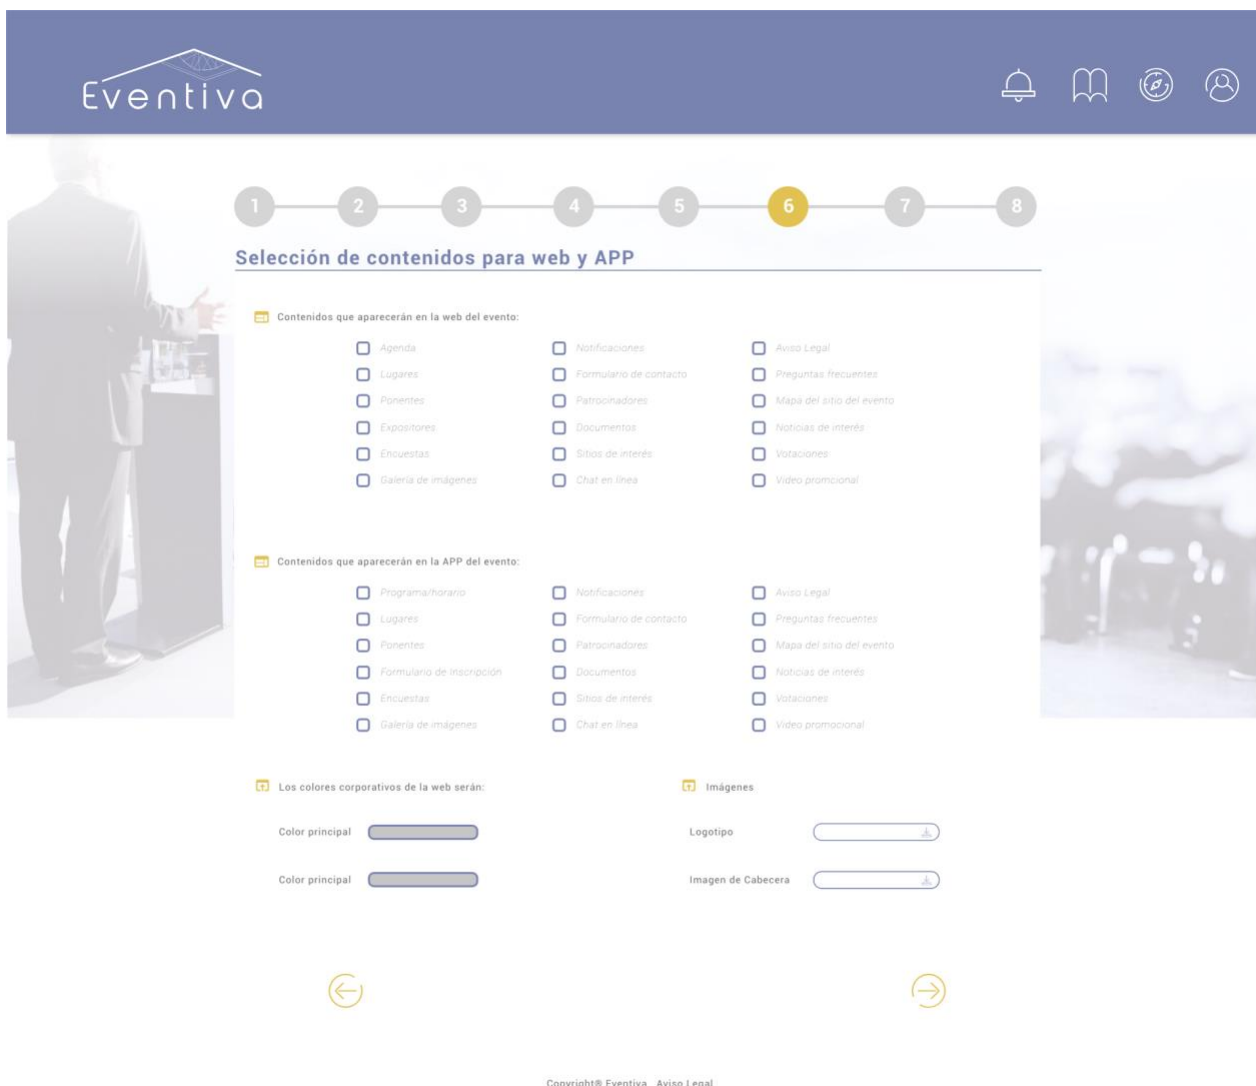 Eventiva
1 2 3 4 5 6 7 8
Selección de contenidos para web y APP
Contenidos que aparecerán en la web del evento:
Agenda Notificaciones Aviso Legal
Lugares Formulario de contacto Preguntas frecuentes
Ponentes Patrocinadores Mapa del sitio del evento
Expositores Documentos Noticias de interés
Encuestas Sitios de interés Votaciones
Galería de imágenes Chat en línea Video promcional
Contenidos que aparecerán en la APP del evento:
Programa/horario Notificaciones Aviso Legal
Lugares Formulario de contacto Preguntas frecuentes
Ponentes Patrocinadores Mapa del sitio del evento
Formulario de inscripción Documentos Noticias de interés
Encuestas Sitios de interés Votaciones
Galería de imágenes Chat en línea Video promocional
Los colores corporativos de la web serán: Imágenes
Color principal Logotipo
Color principal Imagen de Cabecera
Copyright® Eventiva Aviso Legal